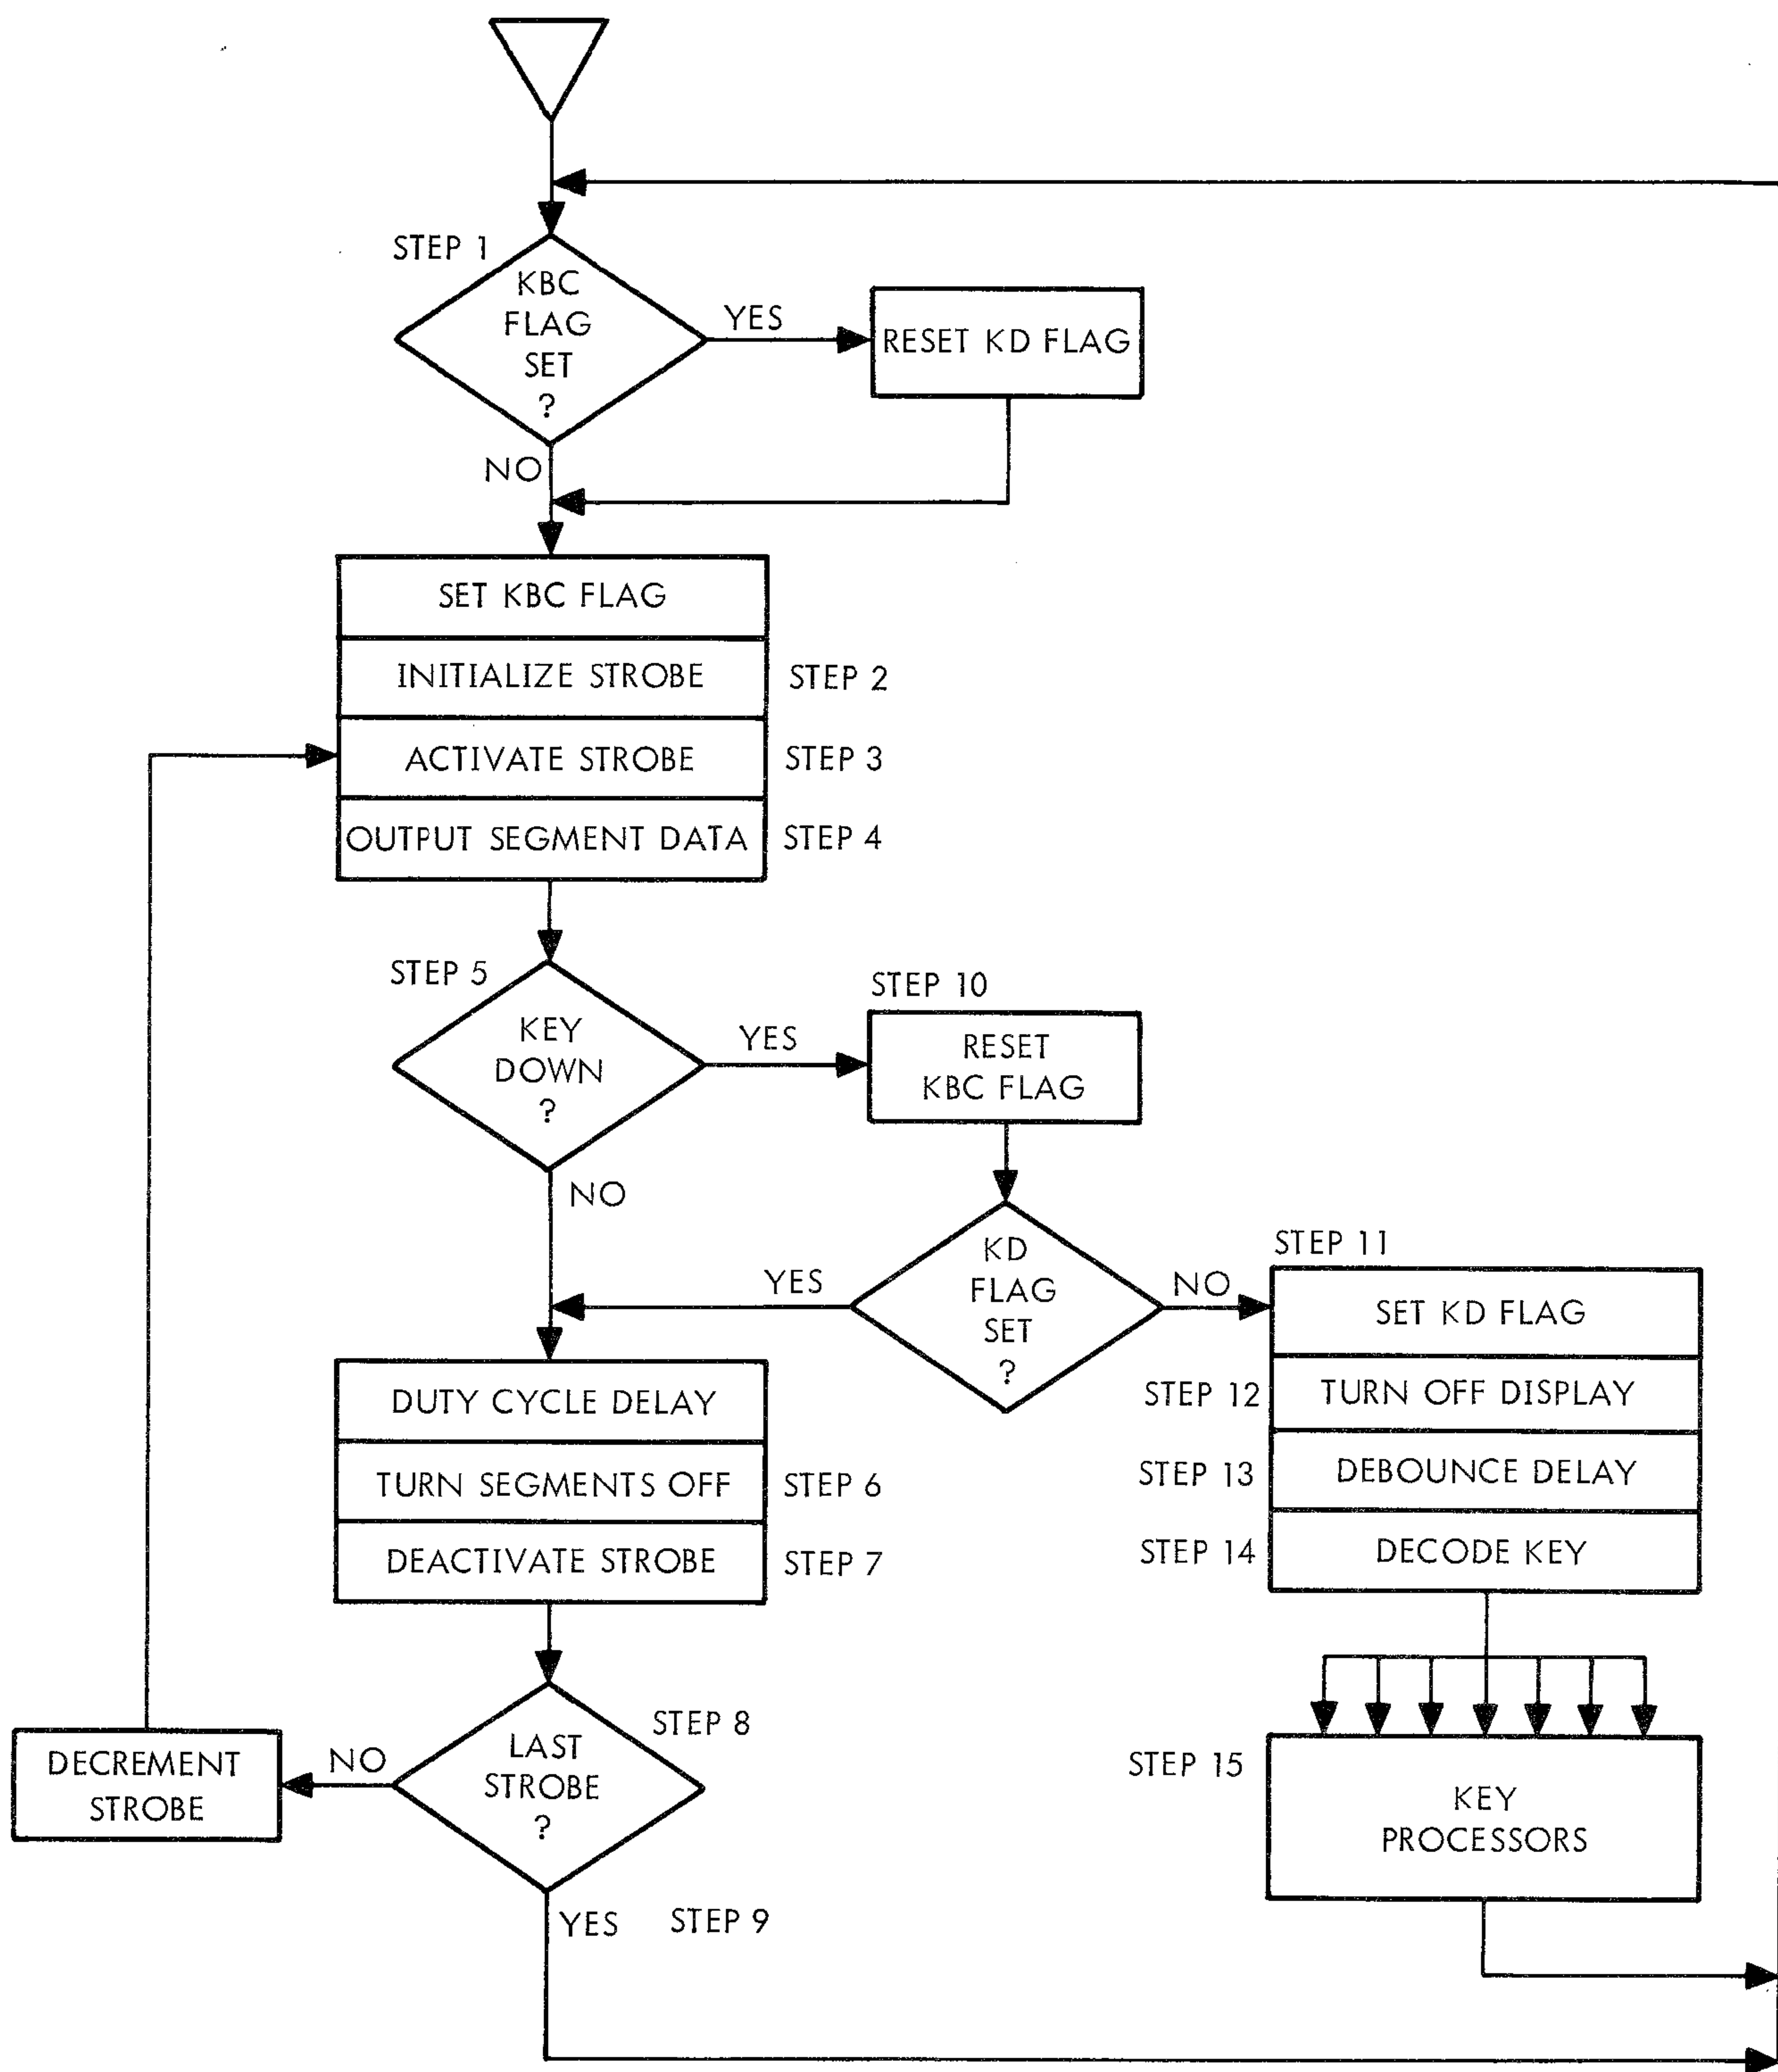 STEP 1
KBC
FLAG
SET
?
YES
RESET KD FLAG
NO
SET KBC FLAG
INITIALIZE STROBE
STEP 2
ACTIVATE STROBE
STEP 3
OUTPUT SEGMENT DATA
STEP 4
STEP 5
KEY
DOWN
?
YES
STEP 10
RESET
KBC FLAG
NO
KD
FLAG
SET
?
YES
NO
STEP 11
SET KD FLAG
STEP 12
TURN OFF DISPLAY
STEP 13
DEBOUNCE DELAY
STEP 14
DECODE KEY
DUTY CYCLE DELAY
TURN SEGMENTS OFF
STEP 6
DEACTIVATE STROBE
STEP 7
STEP 8
LAST
STROBE
?
NO
DECREMENT
STROBE
YES
STEP 9
STEP 15
KEY
PROCESSORS